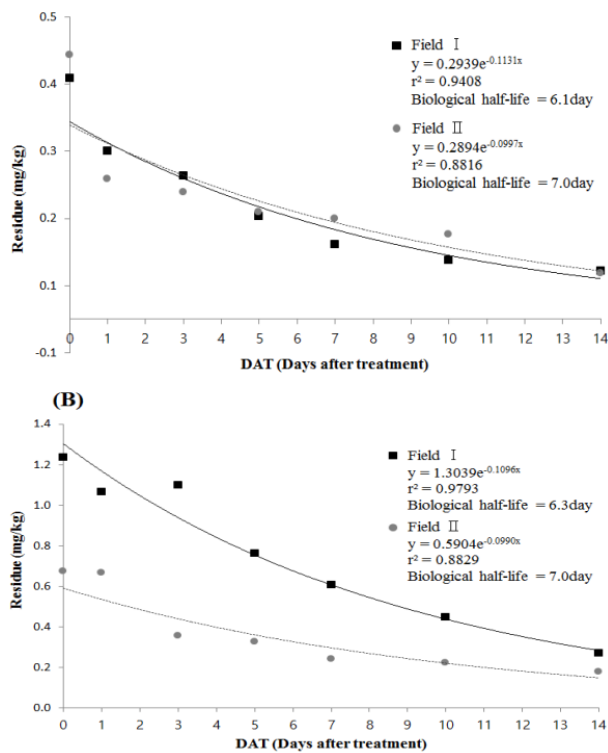 0.5
0.4
0.3
0.2
0.1
-0.1
Residue (mg/kg)
Field Ⅰ
y = 0.2939e-0.1131x
r² = 0.9408
Biological half-life = 6.1day
Field Ⅱ
y = 0.2894e-0.0997x
r² = 0.8816
Biological half-life = 7.0day
0 1 2 3 4 5 6 7 8 9 10 11 12 13 14
DAT (Days after treatment)
(B)
1.4
1.2
1.0
0.8
0.6
0.4
0.2
0.0
Residue (mg/kg)
Field Ⅰ
y = 1.3039e-0.1096x
r² = 0.9793
Biological half-life = 6.3day
Field Ⅱ
y = 0.5904e-0.0990x
r² = 0.8829
Biological half-life = 7.0day
0 1 2 3 4 5 6 7 8 9 10 11 12 13 14
DAT (Days after treatment)